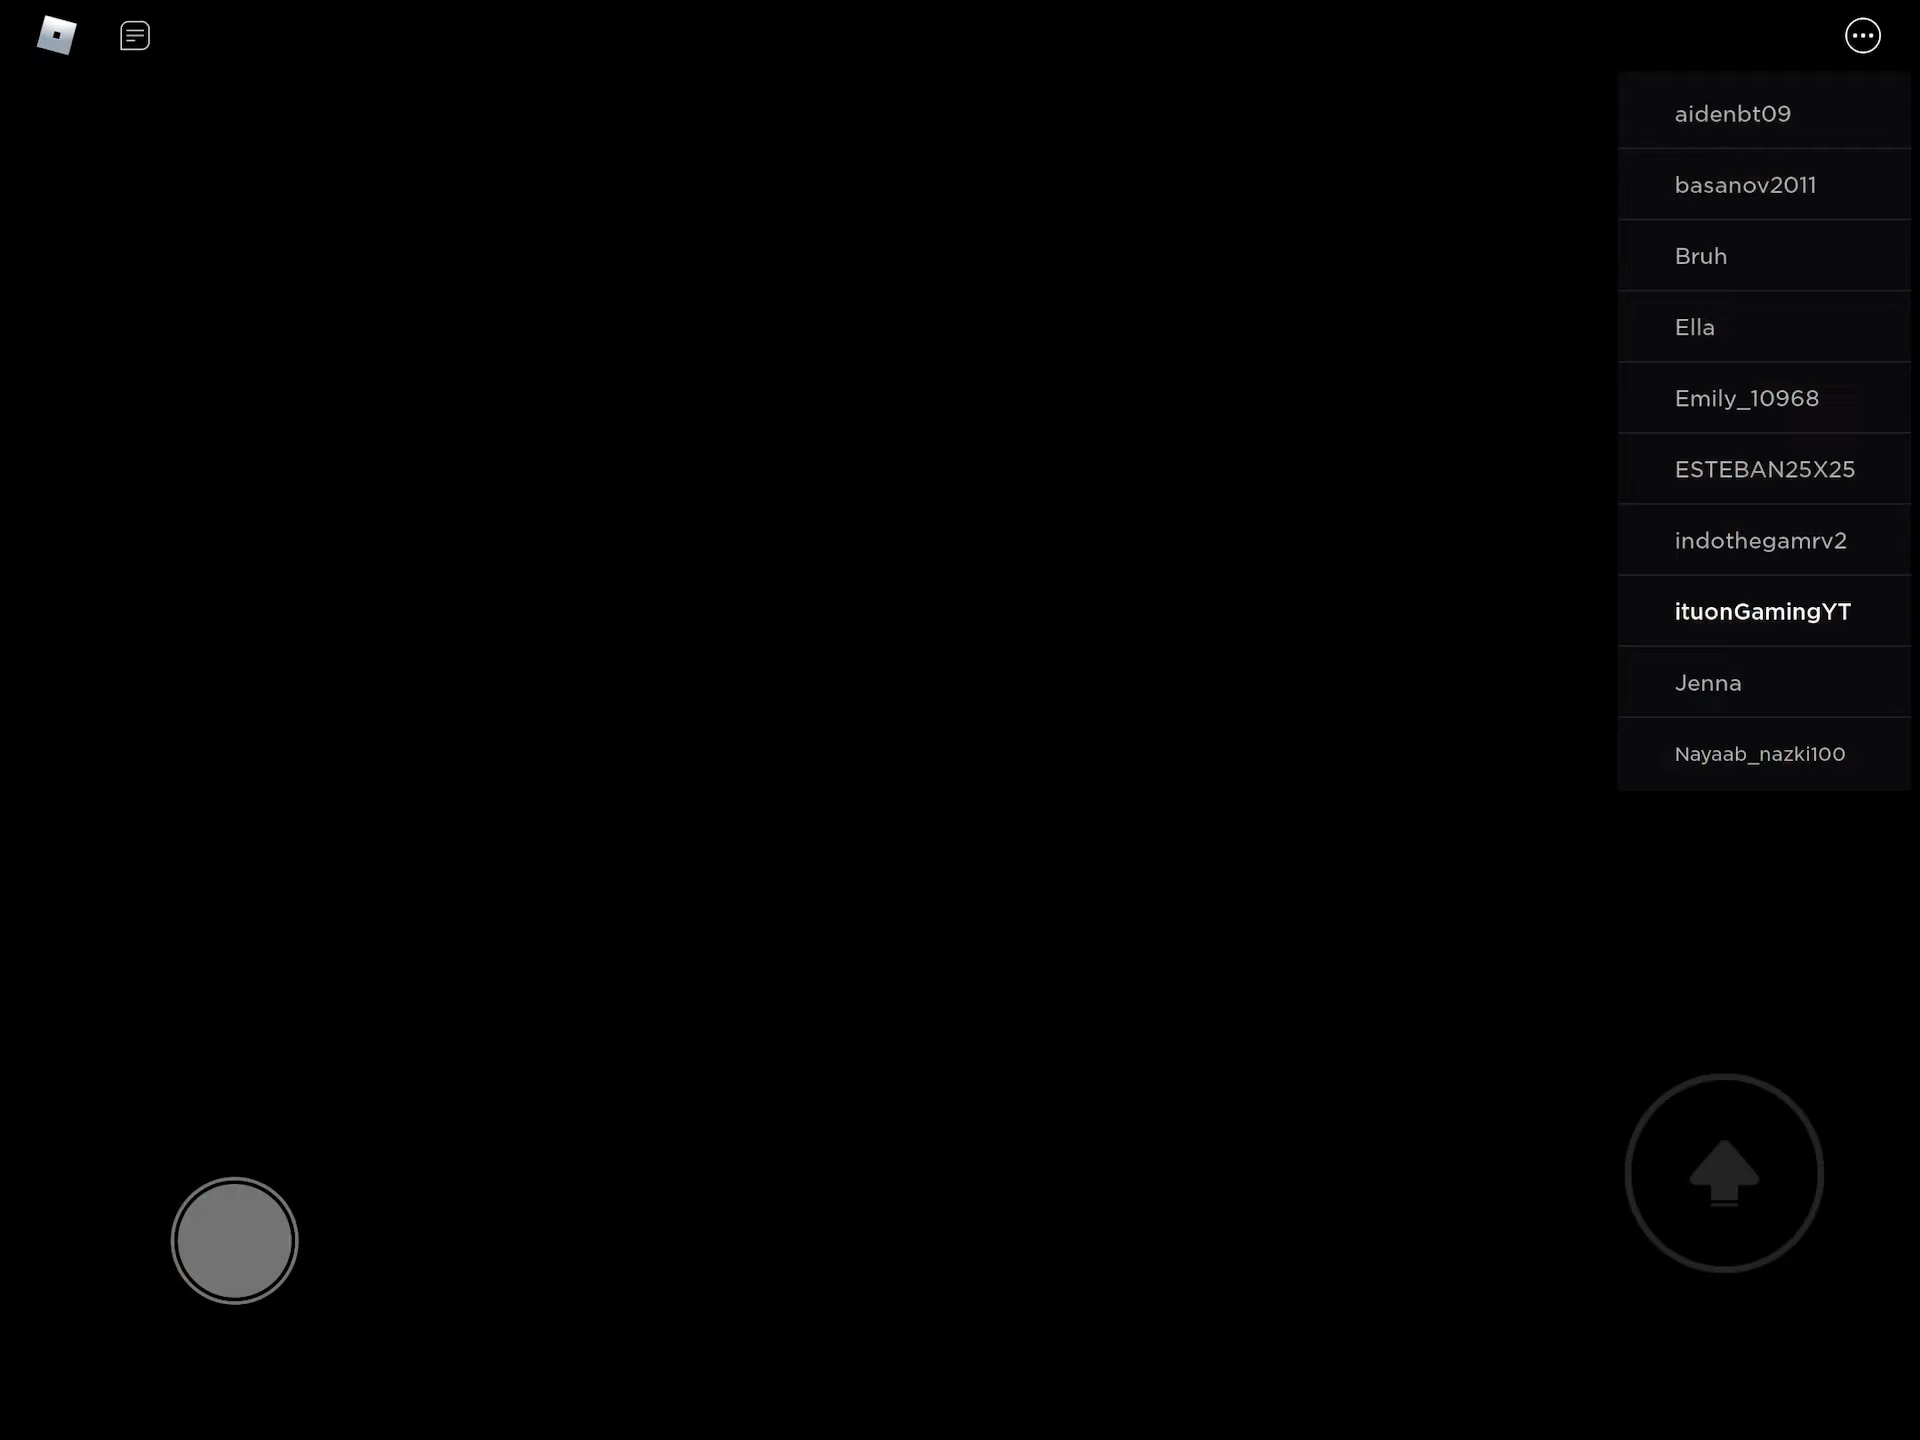 aidenbt09
basanov2011
Bruh
Ella
Emily_10968
ESTEBAN25X25
indothegamrv2
ituonGamingYT
Jenna
Nayaab_nazki100